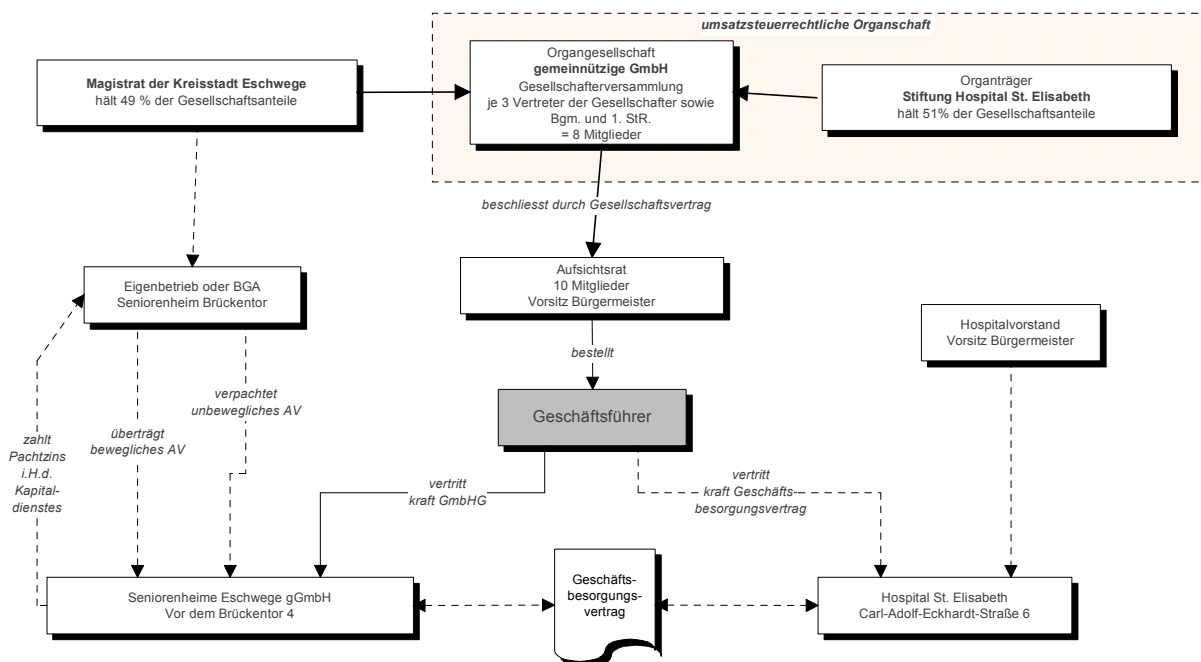 umsatzsteuerrechtliche Organschaft
Magistrat der Kreisstadt Eschwege
hält 49 % der Gesellschaftsanteile
Organgesellschaft
gemeinnützige GmbH
Gesellschafterversammlung
je 3 Vertreter der Gesellschafter sowie
Bgm. und 1. StR.
= 8 Mitglieder
Organträger
Stiftung Hospital St. Elisabeth
hält 51% der Gesellschaftsanteile
beschliesst durch Gesellschaftsvertrag
Eigenbetrieb oder BGA
Seniorenheim Brückentor
Aufsichtsrat
10 Mitglieder
Vorsitz Bürgermeister
Hospitalvorstand
Vorsitz Bürgermeister
bestellt
verpachtet
unbewegliches AV
Geschäftsführer
überträgt
bewegliches AV
zahlt
Pachtzins
i.H.d.
Kapital-
dienstes
vertritt
kraft GmbHG
vertritt
kraft Geschäfts-
besorgungsvertrag
Seniorenheime Eschwege gGmbH
Vor dem Brückentor 4
Geschäfts-
besorgungs-
vertrag
Hospital St. Elisabeth
Carl-Adolf-Eckhardt-Straße 6